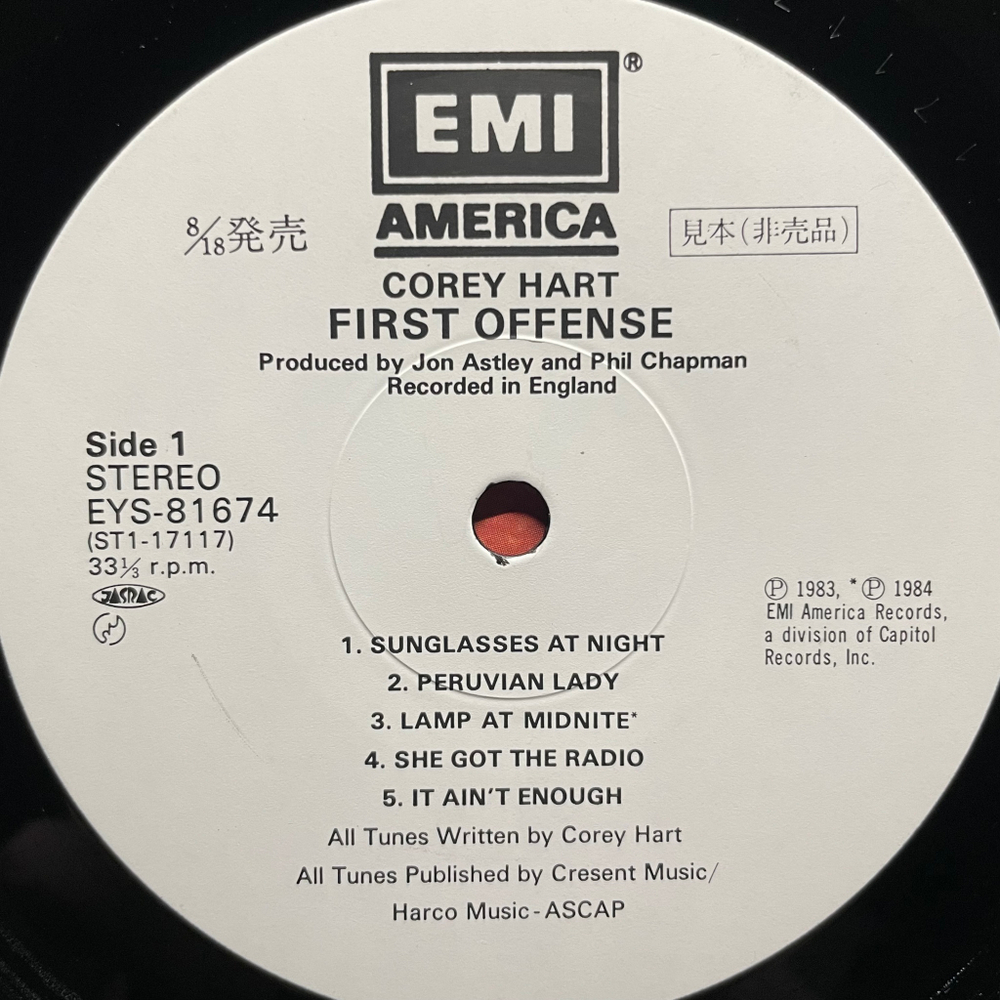 EMI®
AMERICA
8/18発売
見本(非売品)
COREY HART
FIRST OFFENSE
Produced by Jon Astley and Phil Chapman
Recorded in England
Side 1
STEREO
EYS-81674
(ST1-17117)
33⅓ r.p.m.
JASRAC
℗ 1983, *℗ 1984
EMI America Records,
a division of Capitol
Records, Inc.
1. SUNGLASSES AT NIGHT
2. PERUVIAN LADY
3. LAMP AT MIDNITE*
4. SHE GOT THE RADIO
5. IT AIN'T ENOUGH
All Tunes Written by Corey Hart
All Tunes Published by Cresent Music/
Harco Music-ASCAP